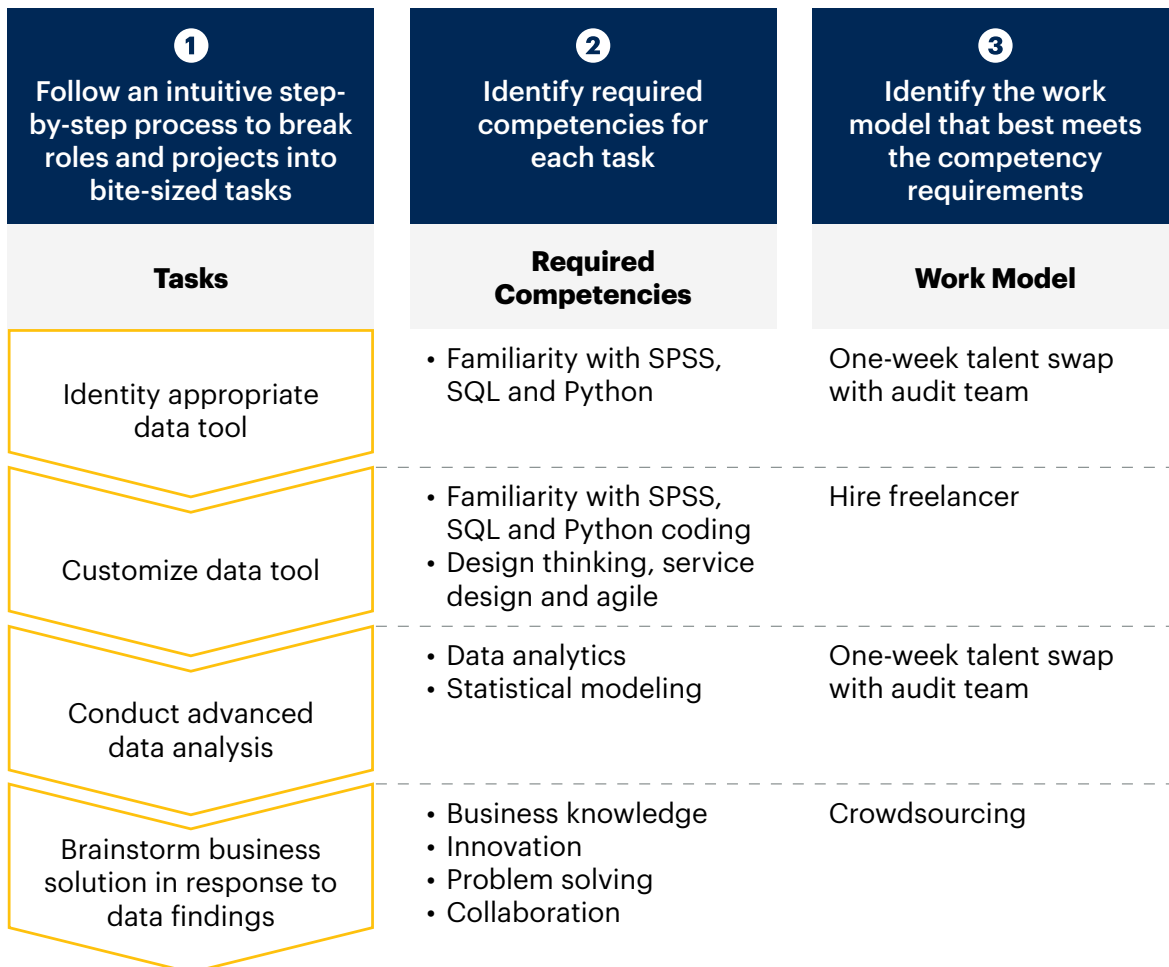 1
Follow an intuitive step-
by-step process to break
roles and projects into
bite-sized tasks
2
Identify required
competencies for
each task
3
Identify the work
model that best meets
the competency
requirements
Tasks
Required
Competencies
Work Model
Identity appropriate
data tool
• Familiarity with SPSS,
SQL and Python
One-week talent swap
with audit team
Customize data tool
• Familiarity with SPSS,
SQL and Python coding
• Design thinking, service
design and agile
Hire freelancer
Conduct advanced
data analysis
• Data analytics
• Statistical modeling
One-week talent swap
with audit team
Brainstorm business
solution in response to
data findings
• Business knowledge
• Innovation
• Problem solving
• Collaboration
Crowdsourcing